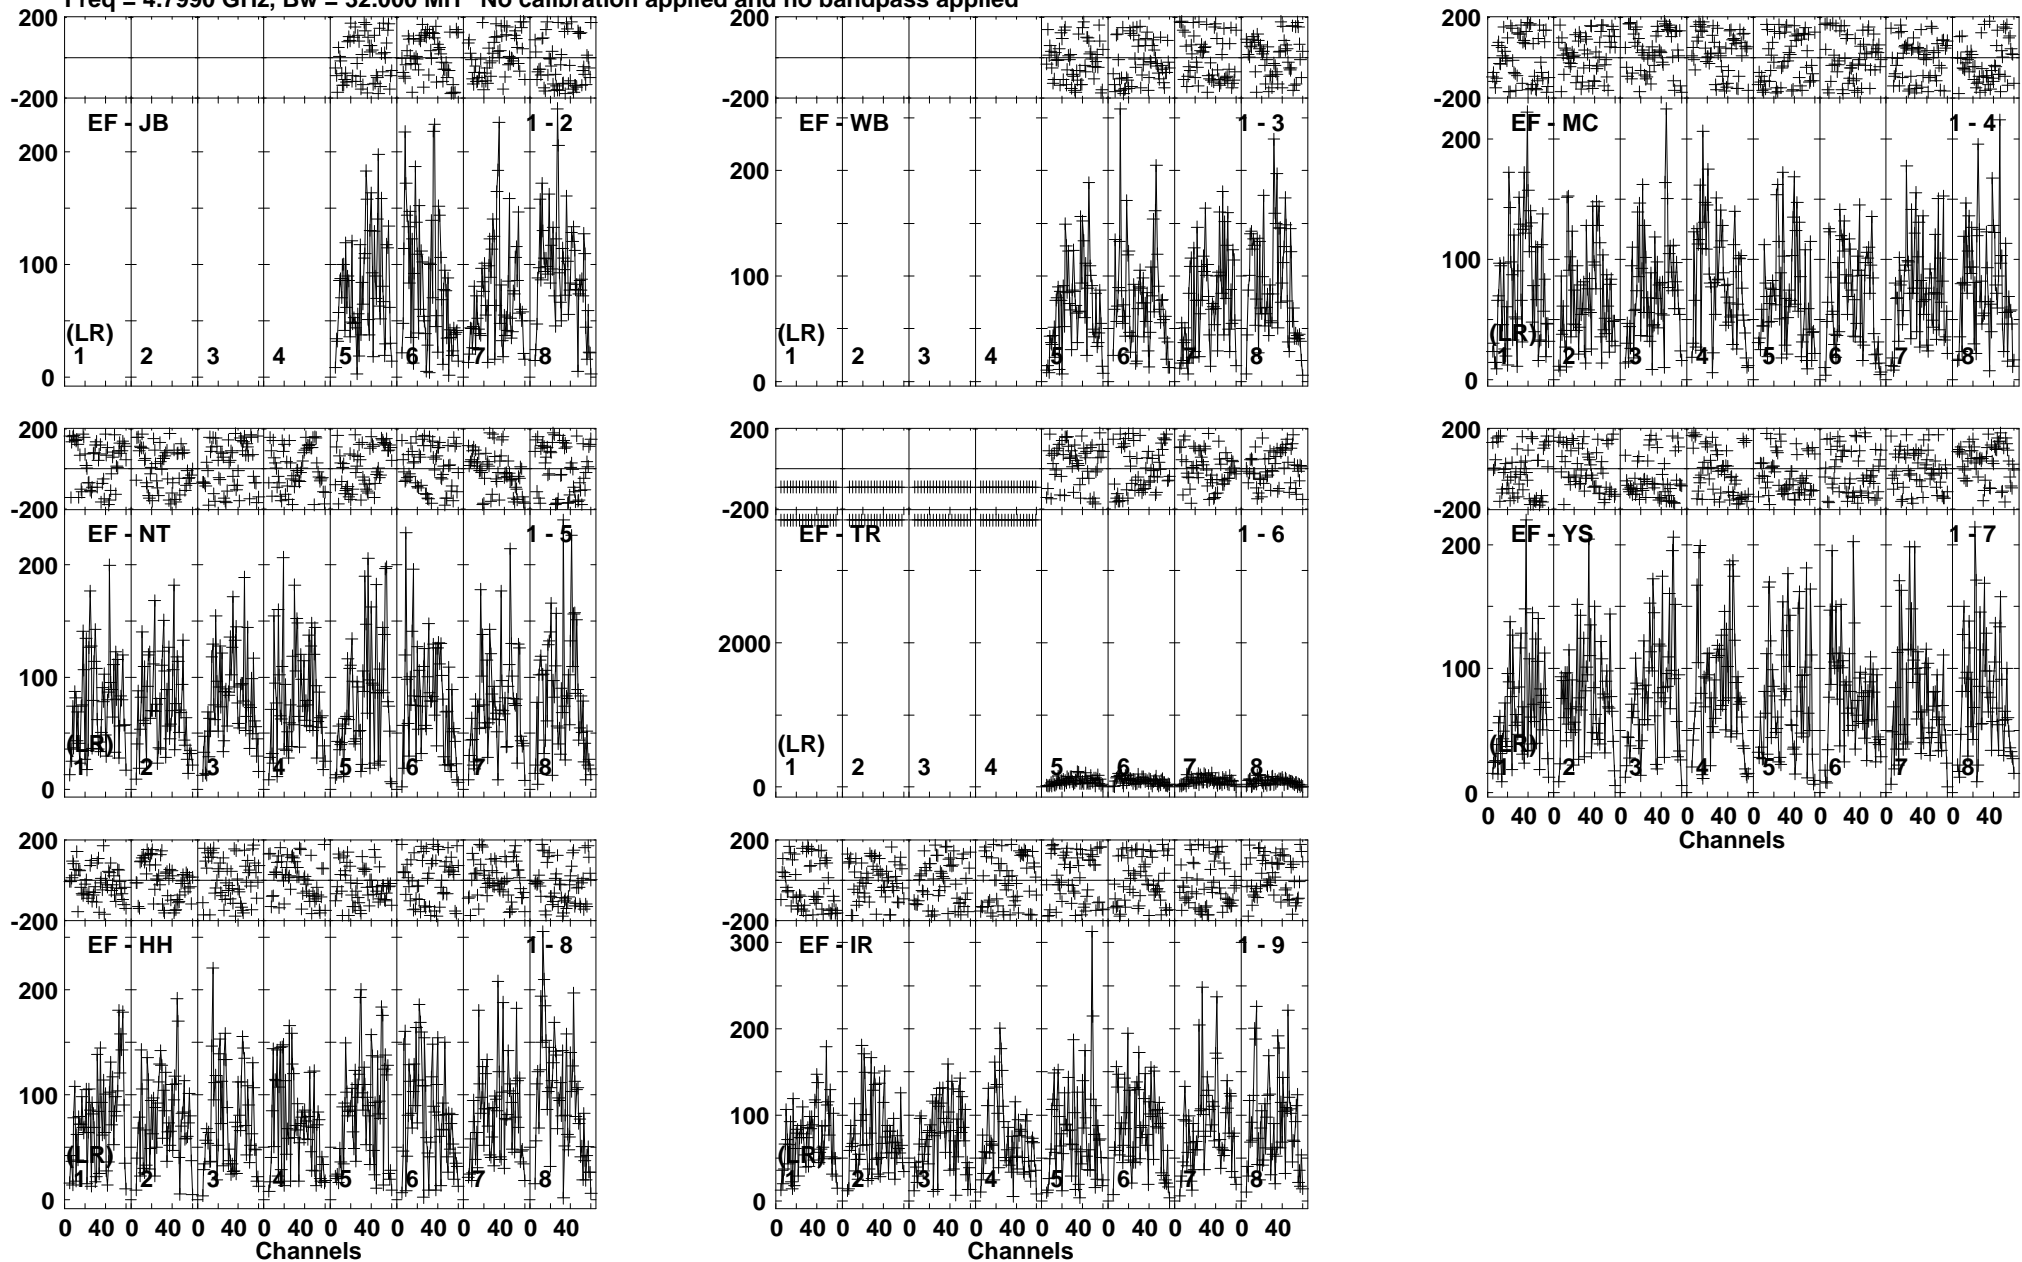 Freq = 4.7990 GHz, Bw = 32.000 MH No calibration applied and no bandpass applied
200
-200
EF - JB 1 - 2
200
100
0
(LR)
1 2 3 4 5 6 7 8
200
-200
EF - WB 1 - 3
200
100
0
(LR)
1 2 3 4 5 6 7 8
200
-200
EF - MC 1 - 4
200
100
0
(LR)
1 2 3 4 5 6 7 8
200
-200
EF - NT 1 - 5
200
100
0
(LR)
1 2 3 4 5 6 7 8
200
-200
EF - TR 1 - 6
2000
0
(LR)
1 2 3 4 5 6 7 8
200
-200
EF - YS 1 - 7
200
100
0
(LR)
1 2 3 4 5 6 7 8
0 40 0 40 0 40 0 40 0 40 0 40 0 40 0 40
Channels
200
-200
EF - HH 1 - 8
200
100
0
(LR)
1 2 3 4 5 6 7 8
0 40 0 40 0 40 0 40 0 40 0 40 0 40 0 40
Channels
200
-200
EF - IR 1 - 9
300
200
100
0
(LR)
1 2 3 4 5 6 7 8
0 40 0 40 0 40 0 40 0 40 0 40 0 40 0 40
Channels